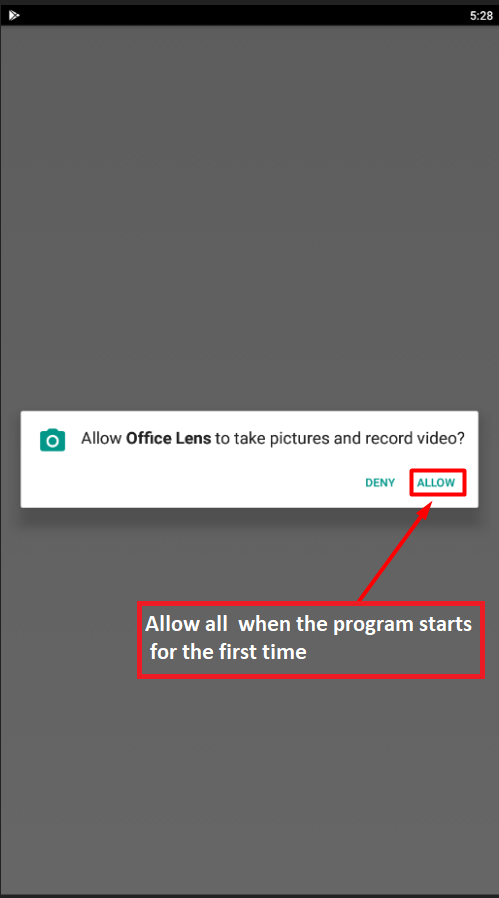 5:28
Allow Office Lens to take pictures and record video?
DENY ALLOW
Allow all when the program starts
for the first time